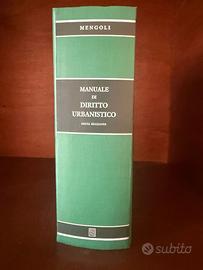 MENGOLI
MANUALE
DI
DIRITTO
URBANISTICO
SESTA EDIZIONE
subito